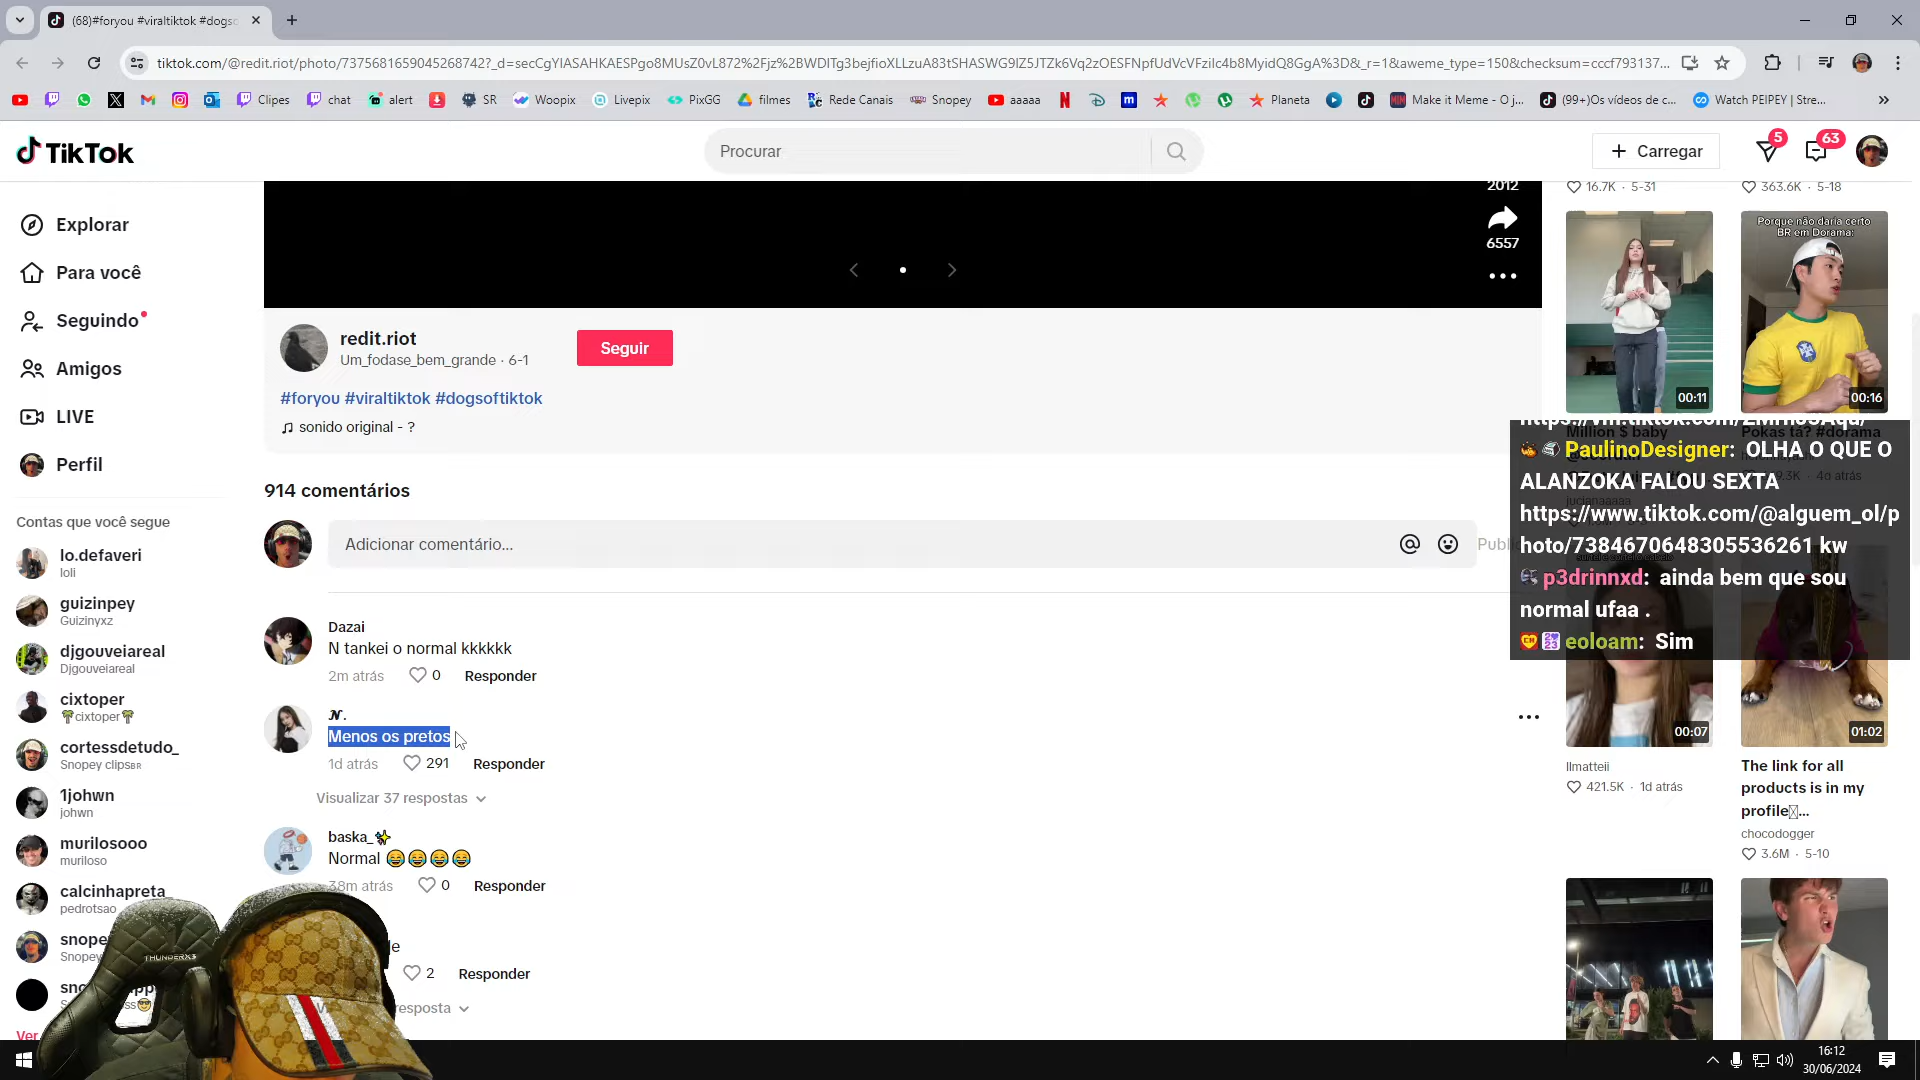 (68)#foryou #viraltiktok #dogso
tiktok.com/@redit.riot/photo/7375681659045268742?_d=secCgYIASAHKAESPgo8MUsZ0vL872%2Fjz%2BWDITg3bejfioXLLzuA83tSHASWG9lZ5JTZk6Vq2zOESFNpfUdVcVFziIc4b8MyidQ8GgA%3D&_r=1&aweme_type=150&checksum=cccf793137...
Clipes
chat
alert
SR
Woopix
Livepix
PixGG
filmes
Rede Canais
Snopey
aaaaa
Planeta
Make it Meme - O j...
(99+)Os vídeos de c...
Watch PEIPEY | Stre...
TikTok
Procurar
Carregar
5
63
Explorar
Para você
Seguindo
Amigos
LIVE
Perfil
Contas que você segue
lo.defaveri
loli
guizinpey
Guizinyxz
djgouveiareal
Djgouveiareal
cixtoper
🌴cixtoper🌴
cortessdetudo_
Snopey clipsʙʀ
1johwn
johwn
murilosooo
muriloso
calcinhapreta_
pedrotsao
THUNDERX3
Ver
2012
6557
redit.riot
Um_fodase_bem_grande · 6-1
Seguir
#foryou #viraltiktok #dogsoftiktok
sonido original - ?
914 comentários
Adicionar comentário...
Dazai
N tankei o normal kkkkkk
2m atrás 0 Responder
𝓝.
Menos os pretos
1d atrás 291 Responder
Visualizar 37 respostas
baska_✨
Normal 😂😂😂😂
38m atrás 0 Responder
2 Responder
resposta
16.7K · 5-31
363.6K · 5-18
Porque não daria certo
BR em Dorama:
00:11
00:16
PaulinoDesigner: OLHA O QUE O
ALANZOKA FALOU SEXTA
https://www.tiktok.com/@alguem_ol/p
hoto/7384670648305536261 kw
p3drinnxd: ainda bem que sou
normal ufaa .
eoloam: Sim
00:07
01:02
llmatteii
421.5K · 1d atrás
The link for all
products is in my
profile...
chocodogger
3.6M · 5-10
16:12
30/06/2024